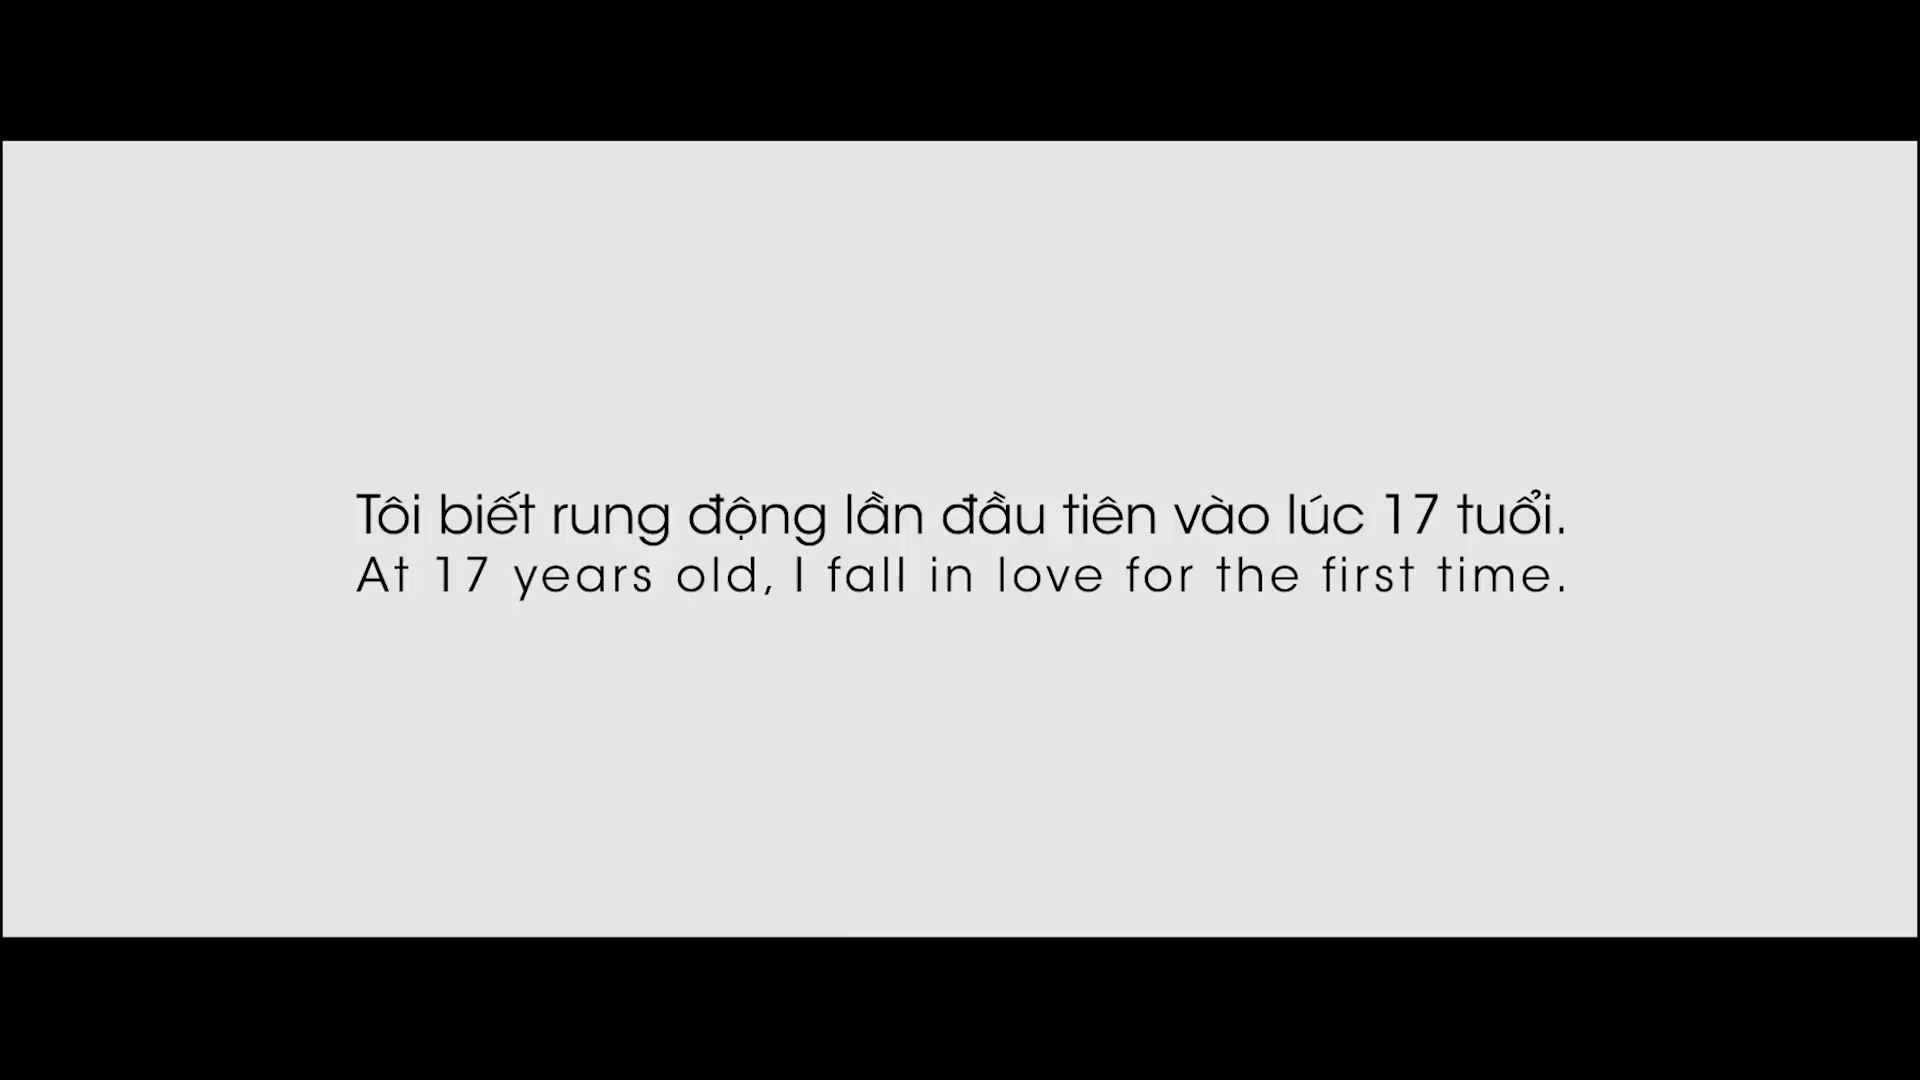 Tôi biết rung động lần đầu tiên vào lúc 17 tuổi.
At 17 years old, I fall in love for the first time.